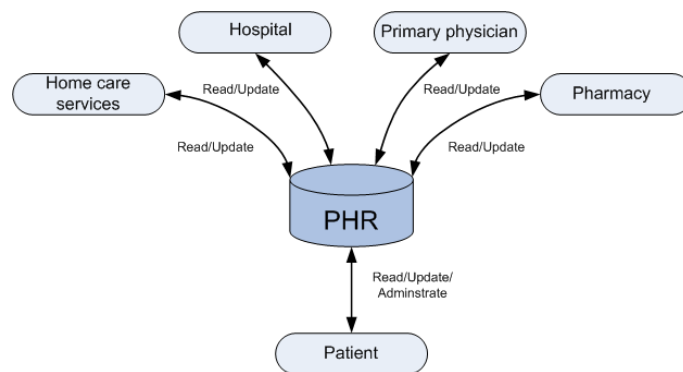 Hospital
Primary physician
Home care
services
Pharmacy
Read/Update
Read/Update
Read/Update
Read/Update
PHR
Read/Update/
Adminstrate
Patient